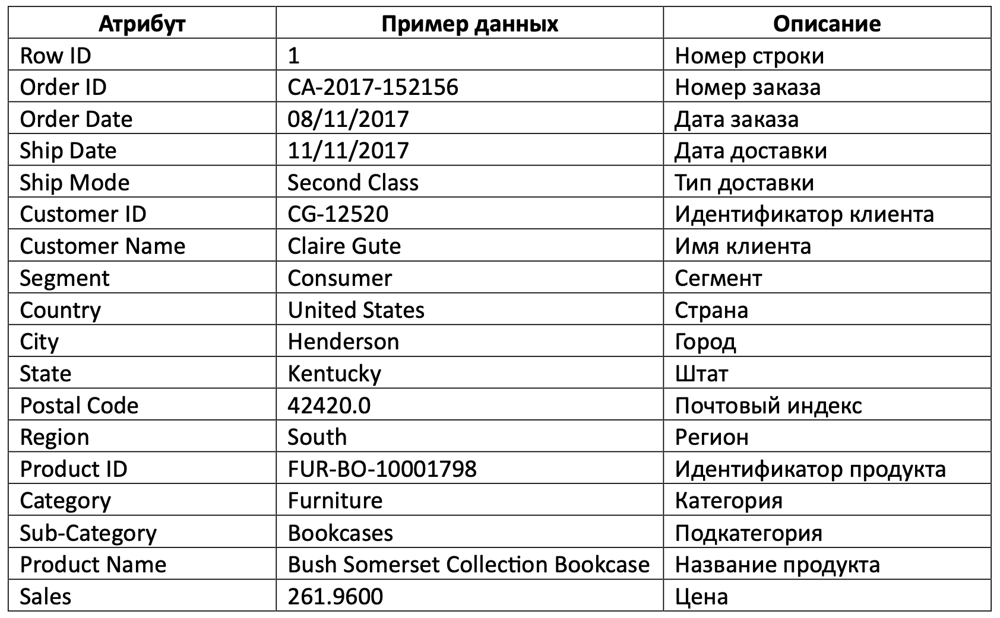 Атрибут Пример данных Описание
Row ID 1 Номер строки
Order ID CA-2017-152156 Номер заказа
Order Date 08/11/2017 Дата заказа
Ship Date 11/11/2017 Дата доставки
Ship Mode Second Class Тип доставки
Customer ID CG-12520 Идентификатор клиента
Customer Name Claire Gute Имя клиента
Segment Consumer Сегмент
Country United States Страна
City Henderson Город
State Kentucky Штат
Postal Code 42420.0 Почтовый индекс
Region South Регион
Product ID FUR-BO-10001798 Идентификатор продукта
Category Furniture Категория
Sub-Category Bookcases Подкатегория
Product Name Bush Somerset Collection Bookcase Название продукта
Sales 261.9600 Цена